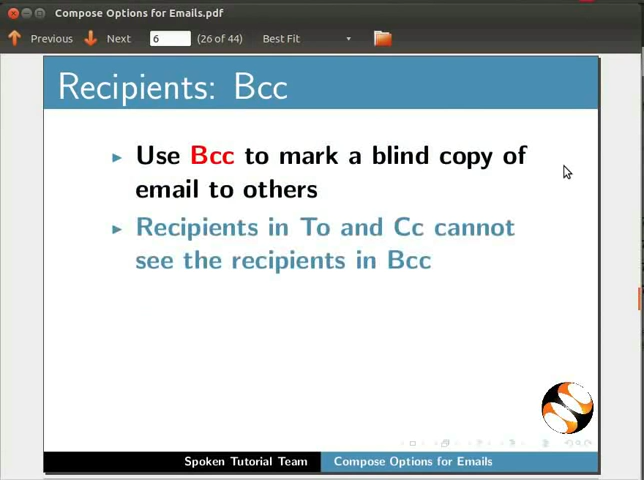 Compose Options for Emails.pdf
Previous Next 6 (26 of 44) Best Fit
Recipients: Bcc
Use Bcc to mark a blind copy of
email to others
Recipients in To and Cc cannot
see the recipients in Bcc
Spoken Tutorial Team Compose Options for Emails